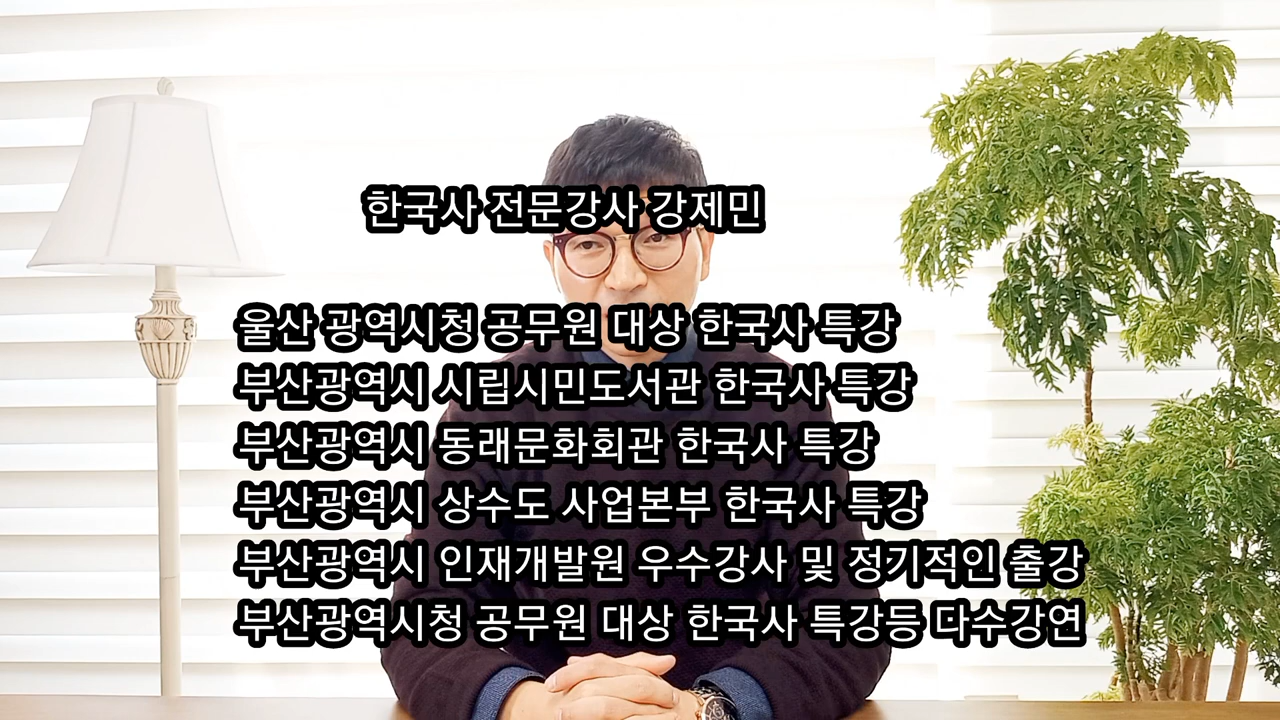 한국사 전문강사 강제민
울산 광역시청 공무원 대상 한국사 특강
부산광역시 시립시민도서관 한국사 특강
부산광역시 동래문화회관 한국사 특강
부산광역시 상수도 사업본부 한국사 특강
부산광역시 인재개발원 우수강사 및 정기적인 출강
부산광역시청 공무원 대상 한국사 특강등 다수강연